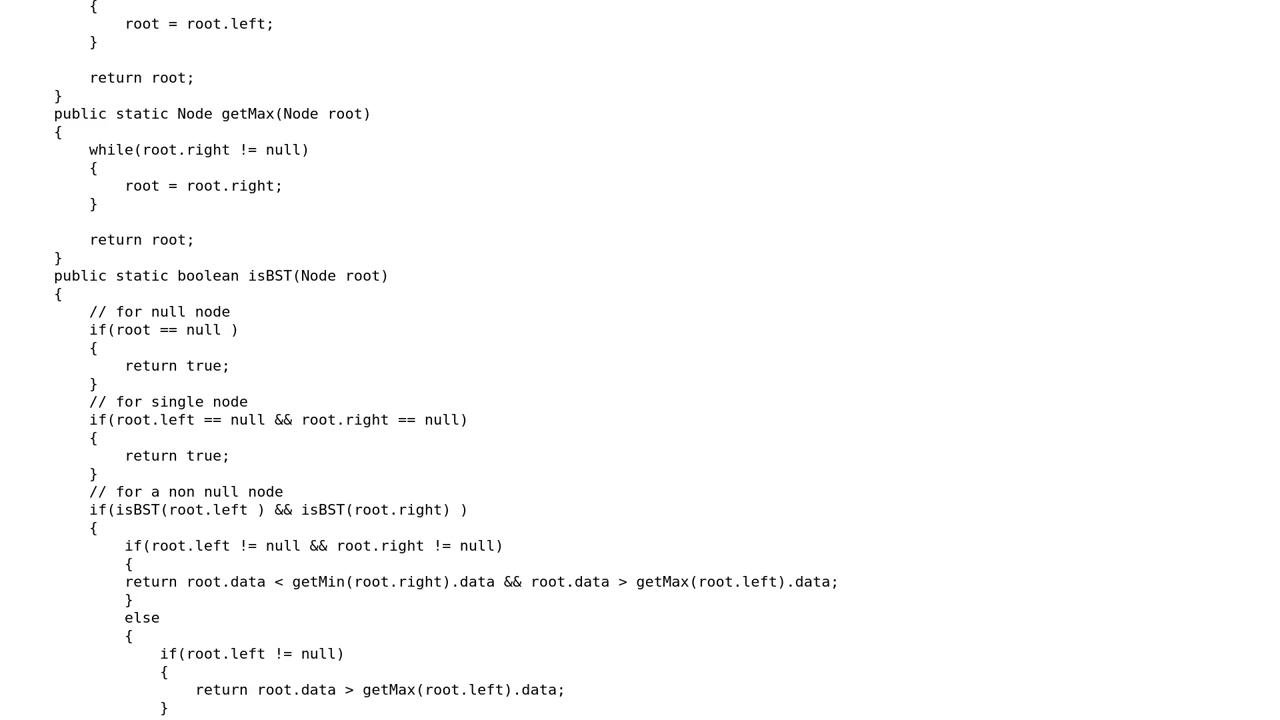 {
root = root.left;
}
return root;
}
public static Node getMax(Node root)
{
while(root.right != null)
{
root = root.right;
}
return root;
}
public static boolean isBST(Node root)
{
// for null node
if(root == null )
{
return true;
}
// for single node
if(root.left == null && root.right == null)
{
return true;
}
// for a non null node
if(isBST(root.left ) && isBST(root.right) )
{
if(root.left != null && root.right != null)
{
return root.data < getMin(root.right).data && root.data > getMax(root.left).data;
}
else
{
if(root.left != null)
{
return root.data > getMax(root.left).data;
}